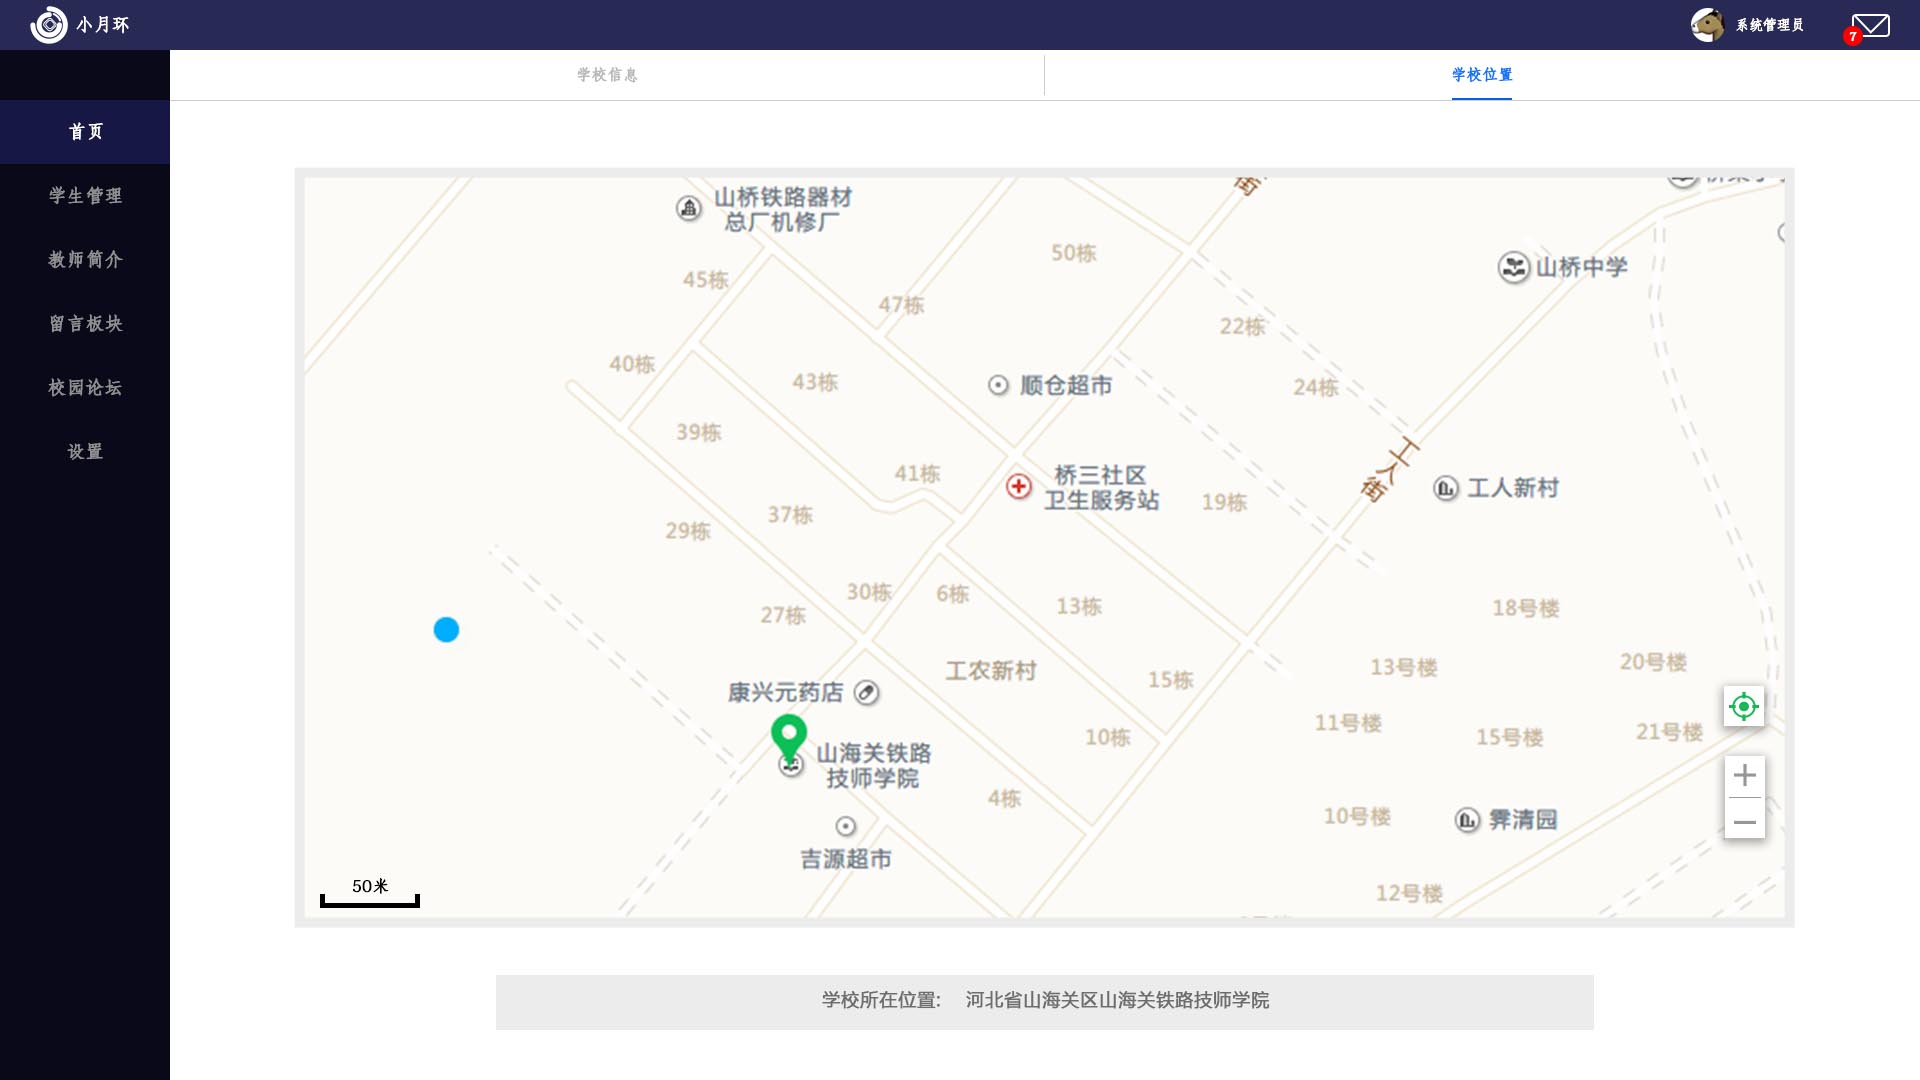 小月环
系统管理员
7
学校信息
学校位置
首页
学生管理
教师简介
留言板块
校园论坛
设置
街
山桥铁路器材
总厂机修厂
50栋
山桥中学
45栋
47栋
22栋
40栋
43栋
顺仓超市
24栋
39栋
41栋
桥三社区
卫生服务站
19栋
工人街
工人新村
37栋
29栋
30栋
6栋
13栋
18号楼
27栋
工农新村
15栋
13号楼
20号楼
康兴元药店
11号楼
15号楼
21号楼
10栋
山海关铁路
技师学院
4栋
10号楼
霁清园
吉源超市
12号楼
50米
学校所在位置: 河北省山海关区山海关铁路技师学院